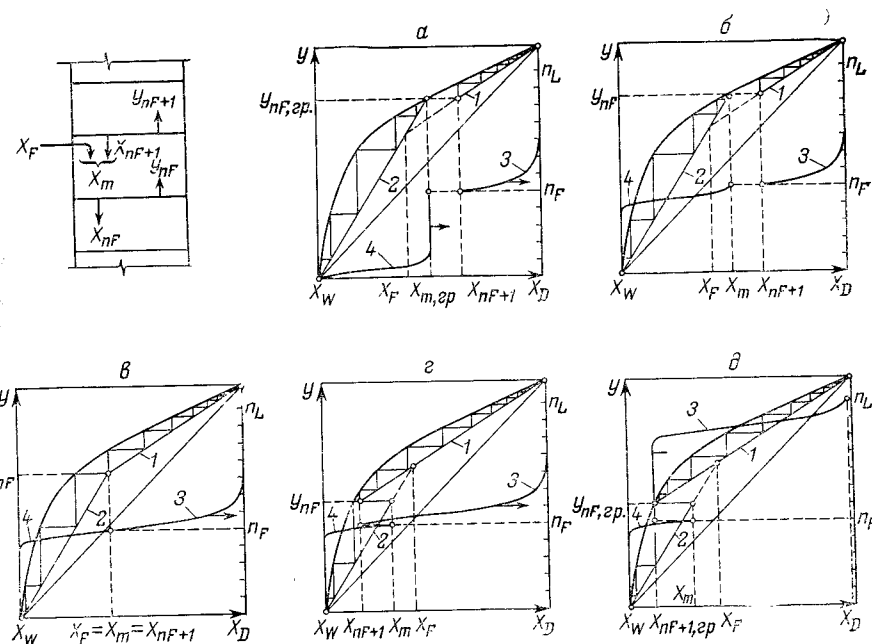 y_{nF+1}
X_F
X_{nF+1}
X_m
y_{nF}
X_{nF}
а
y
n_L
y_{nF,гр.}
1
2
3
n_F
4
X_W
X_F
X_{m,гр}
X_{nF+1}
X_D
б
y
n_L
y_{nF}
1
3
4
2
n_F
X_W
X_F
X_m
X_{nF+1}
X_D
в
y
n_L
nF
1
3
4
2
n_F
X_W
X_F = X_m = X_{nF+1}
X_D
г
y
n_L
1
3
y_{nF}
4
2
n_F
X_W
X_{nF+1}
X_m
X_F
X_D
д
y
3
n_L
1
y_{nF,гр.}
4
2
n_F
X_m
X_W
X_{nF+1,гр}
X_F
X_D